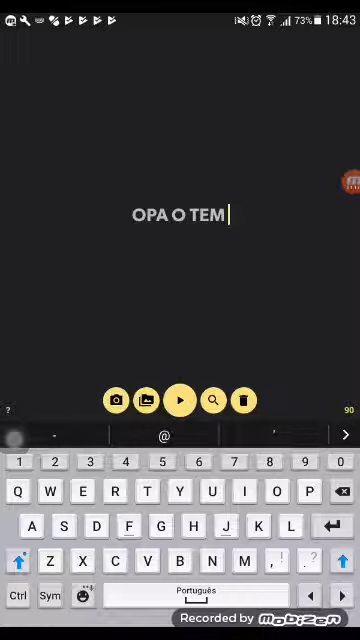 73% 18:43
OPA O TEM
? 90
- @ '
1 2 3 4 5 6 7 8 9 0
Q W E R T Y U I O P
A S D F G H J K L
Z X C V B N M , ! . ?
Ctrl Sym Português
Recorded by MOBIZEN